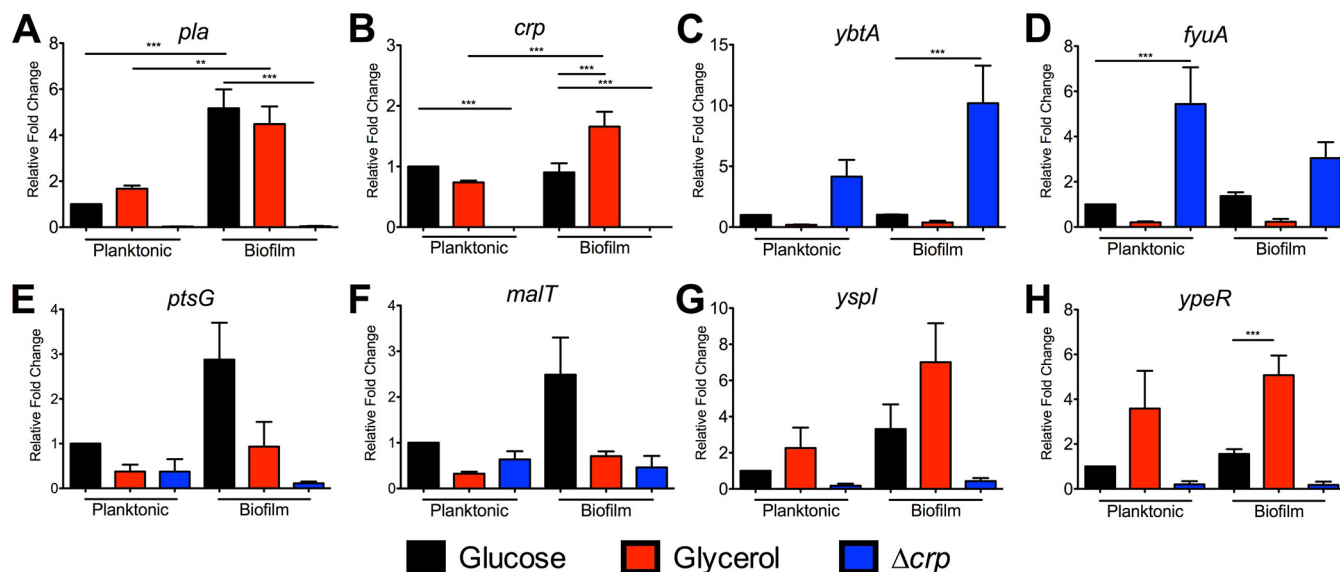 A pla
Relative Fold Change
8
6
4
2
0
***
**
***
Planktonic Biofilm
B crp
Relative Fold Change
3
2
1
0
***
***
***
***
Planktonic Biofilm
C ybtA
Relative Fold Change
15
10
5
0
***
Planktonic Biofilm
D fyuA
Relative Fold Change
8
6
4
2
0
***
Planktonic Biofilm
E ptsG
Relative Fold Change
4
3
2
1
0
Planktonic Biofilm
F malT
Relative Fold Change
4
3
2
1
0
Planktonic Biofilm
G yspI
Relative Fold Change
10
8
6
4
2
0
Planktonic Biofilm
H ypeR
Relative Fold Change
8
6
4
2
0
***
Planktonic Biofilm
Glucose Glycerol Δcrp